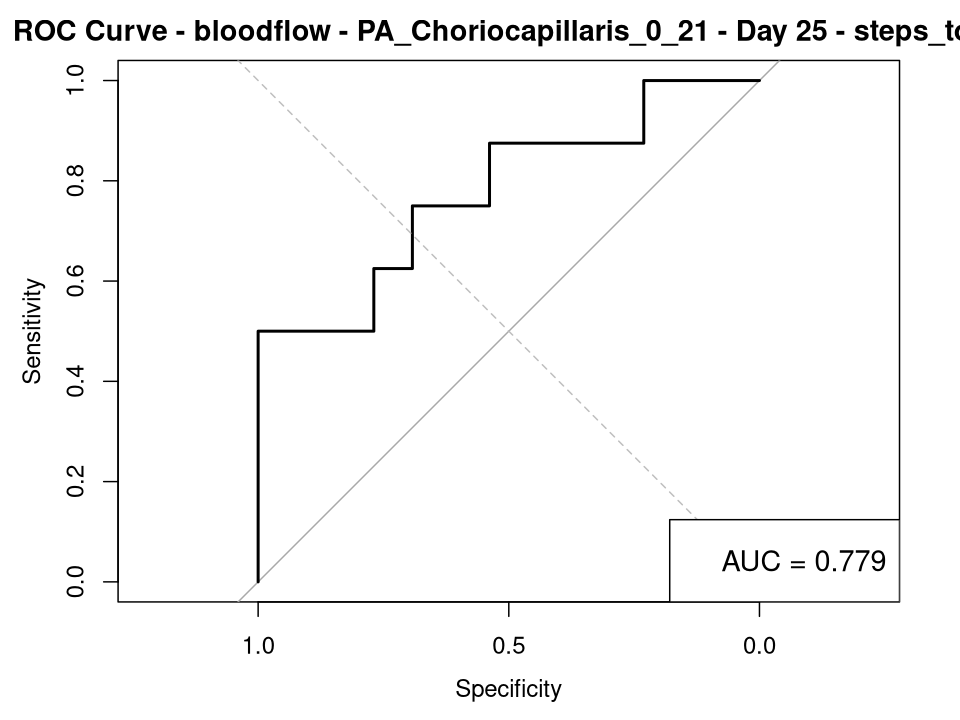 ROC Curve - bloodflow - PA_Choriocapillaris_0_21 - Day 25 - steps_to
1.0
0.8
0.6
0.4
0.2
0.0
Sensitivity
AUC = 0.779
1.0 0.5 0.0
Specificity